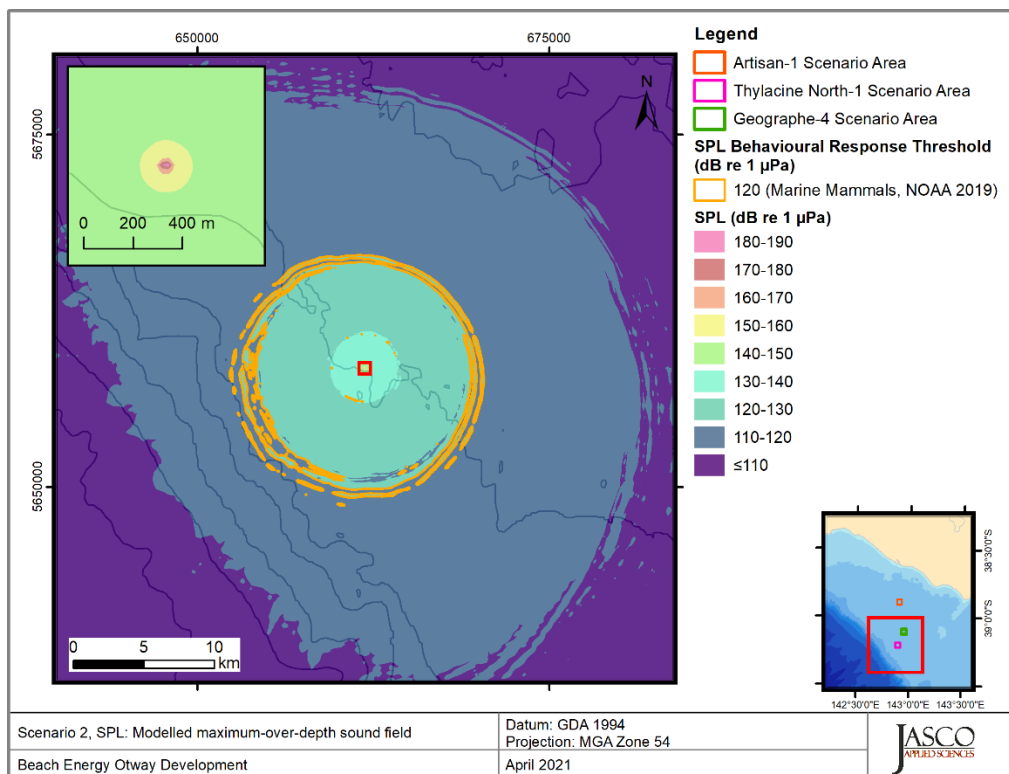 650000
675000
675000
650000
N
0 200 400 m
0 5 10
km
Legend
Artisan-1 Scenario Area
Thylacine North-1 Scenario Area
Geographe-4 Scenario Area
SPL Behavioural Response Threshold
(dB re 1 µPa)
120 (Marine Mammals, NOAA 2019)
SPL (dB re 1 µPa)
180-190
170-180
160-170
150-160
140-150
130-140
120-130
110-120
≤110
38°30'0"S
39°0'0"S
142°30'0"E 143°0'0"E 143°30'0"E
Scenario 2, SPL: Modelled maximum-over-depth sound field
Datum: GDA 1994
Projection: MGA Zone 54
Beach Energy Otway Development
April 2021
JASCO
APPLIED SCIENCES